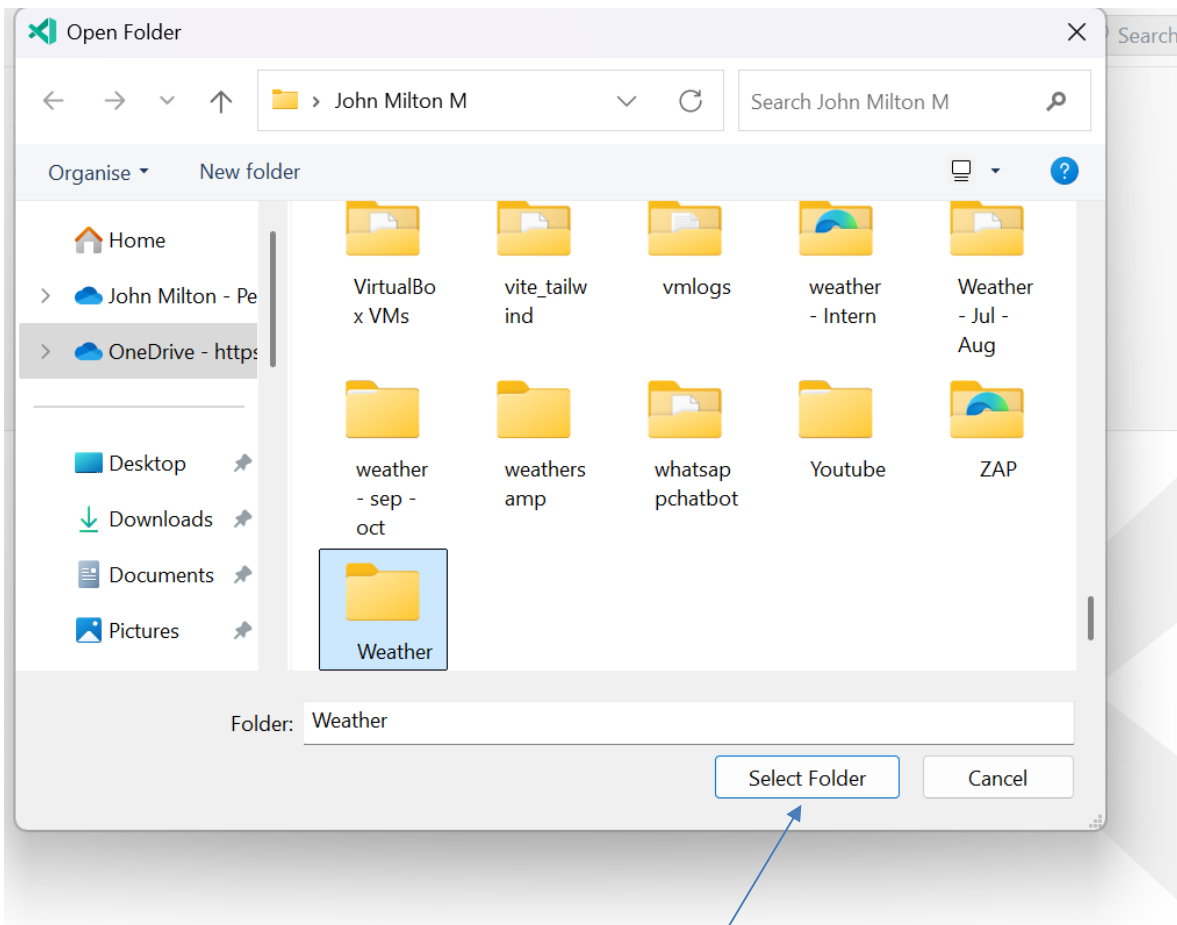 Open Folder
Search
John Milton M
Search John Milton M
Organise
New folder
Home
John Milton - Pe
OneDrive - https
Desktop
Downloads
Documents
Pictures
VirtualBo
x VMs
vite_tailw
ind
vmlogs
weather
- Intern
Weather
- Jul -
Aug
weather
- sep -
oct
weathers
amp
whatsap
pchatbot
Youtube
ZAP
Weather
Folder: Weather
Select Folder
Cancel